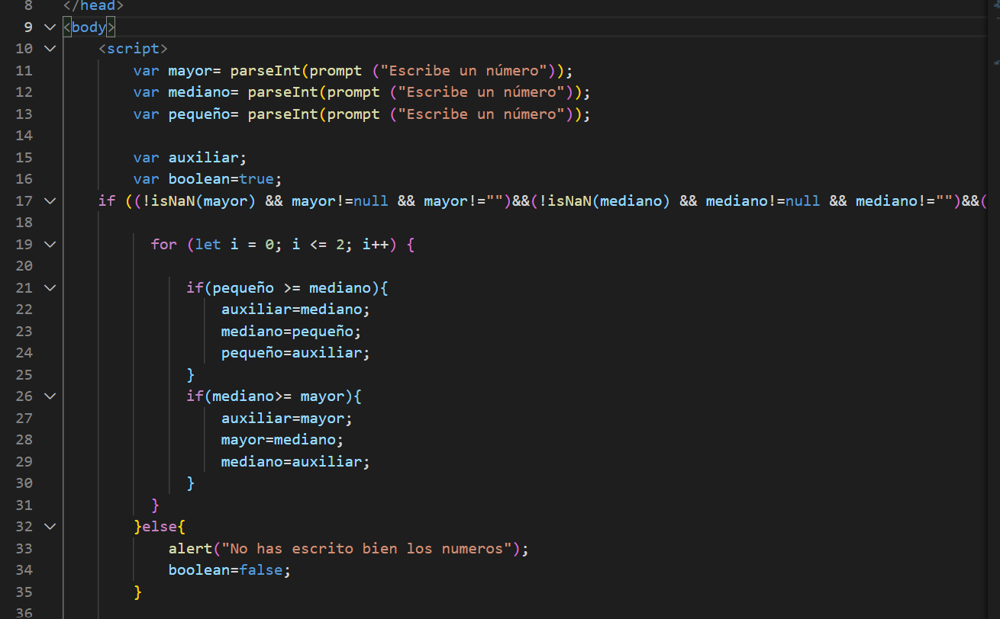 8 </head>
9 <body>
10 <script>
11 var mayor= parseInt(prompt ("Escribe un número"));
12 var mediano= parseInt(prompt ("Escribe un número"));
13 var pequeño= parseInt(prompt ("Escribe un número"));
14
15 var auxiliar;
16 var boolean=true;
17 if ((!isNaN(mayor) && mayor!=null && mayor!="")&&(!isNaN(mediano) && mediano!=null && mediano!="")&&(
18
19 for (let i = 0; i <= 2; i++) {
20
21 if(pequeño >= mediano){
22 auxiliar=mediano;
23 mediano=pequeño;
24 pequeño=auxiliar;
25 }
26 if(mediano>= mayor){
27 auxiliar=mayor;
28 mayor=mediano;
29 mediano=auxiliar;
30 }
31 }
32 }else{
33 alert("No has escrito bien los numeros");
34 boolean=false;
35 }
36